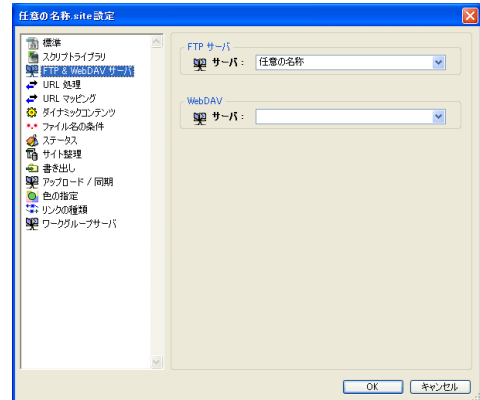 任意の名称.site 設定
標準
スクリプトライブラリ
FTP & WebDAV サーバ
URL 処理
URL マッピング
ダイナミックコンテンツ
ファイル名の条件
ステータス
サイト整理
書き出し
アップロード / 同期
色の指定
リンクの種類
ワークグループサーバ
FTP サーバ
サーバ： 任意の名称
WebDAV
サーバ：
OK キャンセル